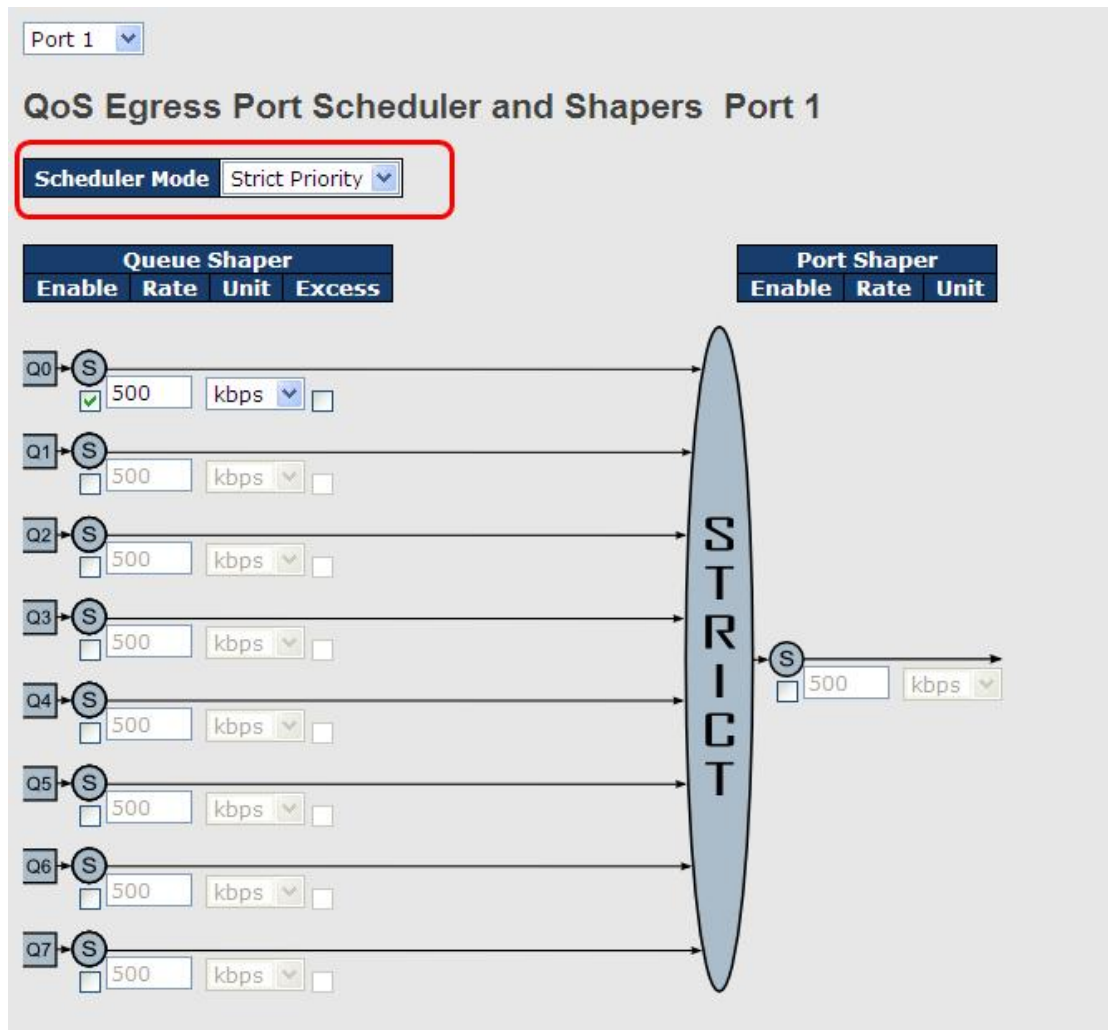 Port 1
QoS Egress Port Scheduler and Shapers Port 1
Scheduler Mode Strict Priority
Queue Shaper
Enable Rate Unit Excess
Port Shaper
Enable Rate Unit
Q0 S
500 kbps
Q1 S
500 kbps
Q2 S
500 kbps
Q3 S
500 kbps
Q4 S
500 kbps
Q5 S
500 kbps
Q6 S
500 kbps
Q7 S
500 kbps
STRICT
S
500 kbps